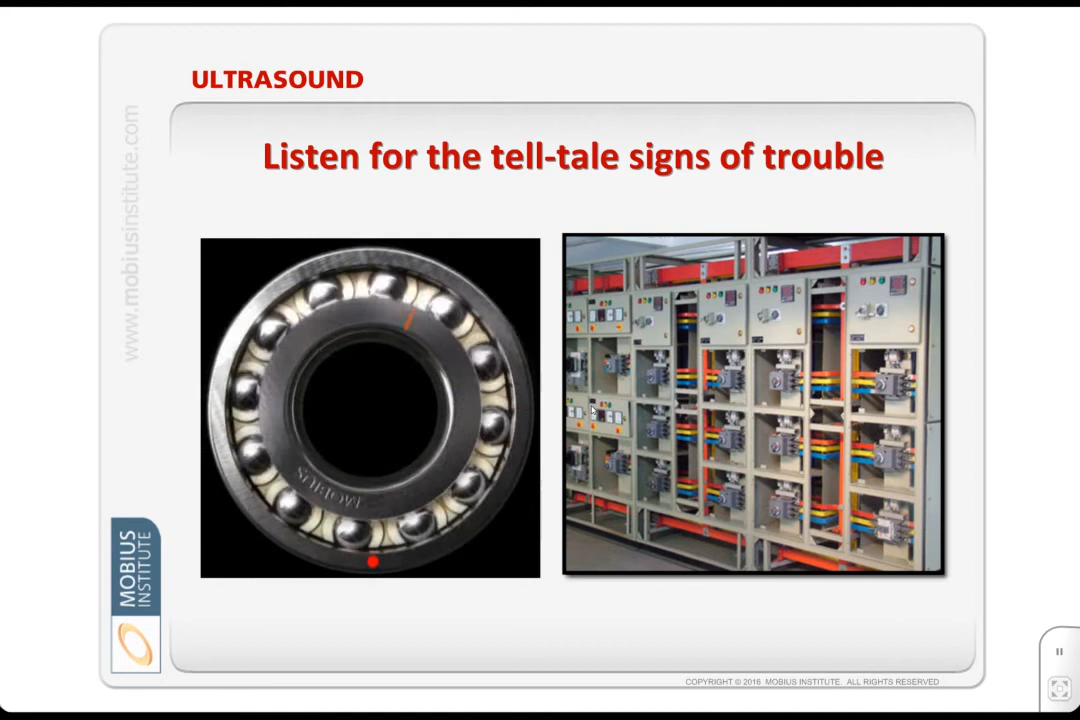 ULTRASOUND
Listen for the tell-tale signs of trouble
www.mobiusinstitute.com
MOBIUS
MOBIUS
INSTITUTE
COPYRIGHT © 2016 MOBIUS INSTITUTE. ALL RIGHTS RESERVED